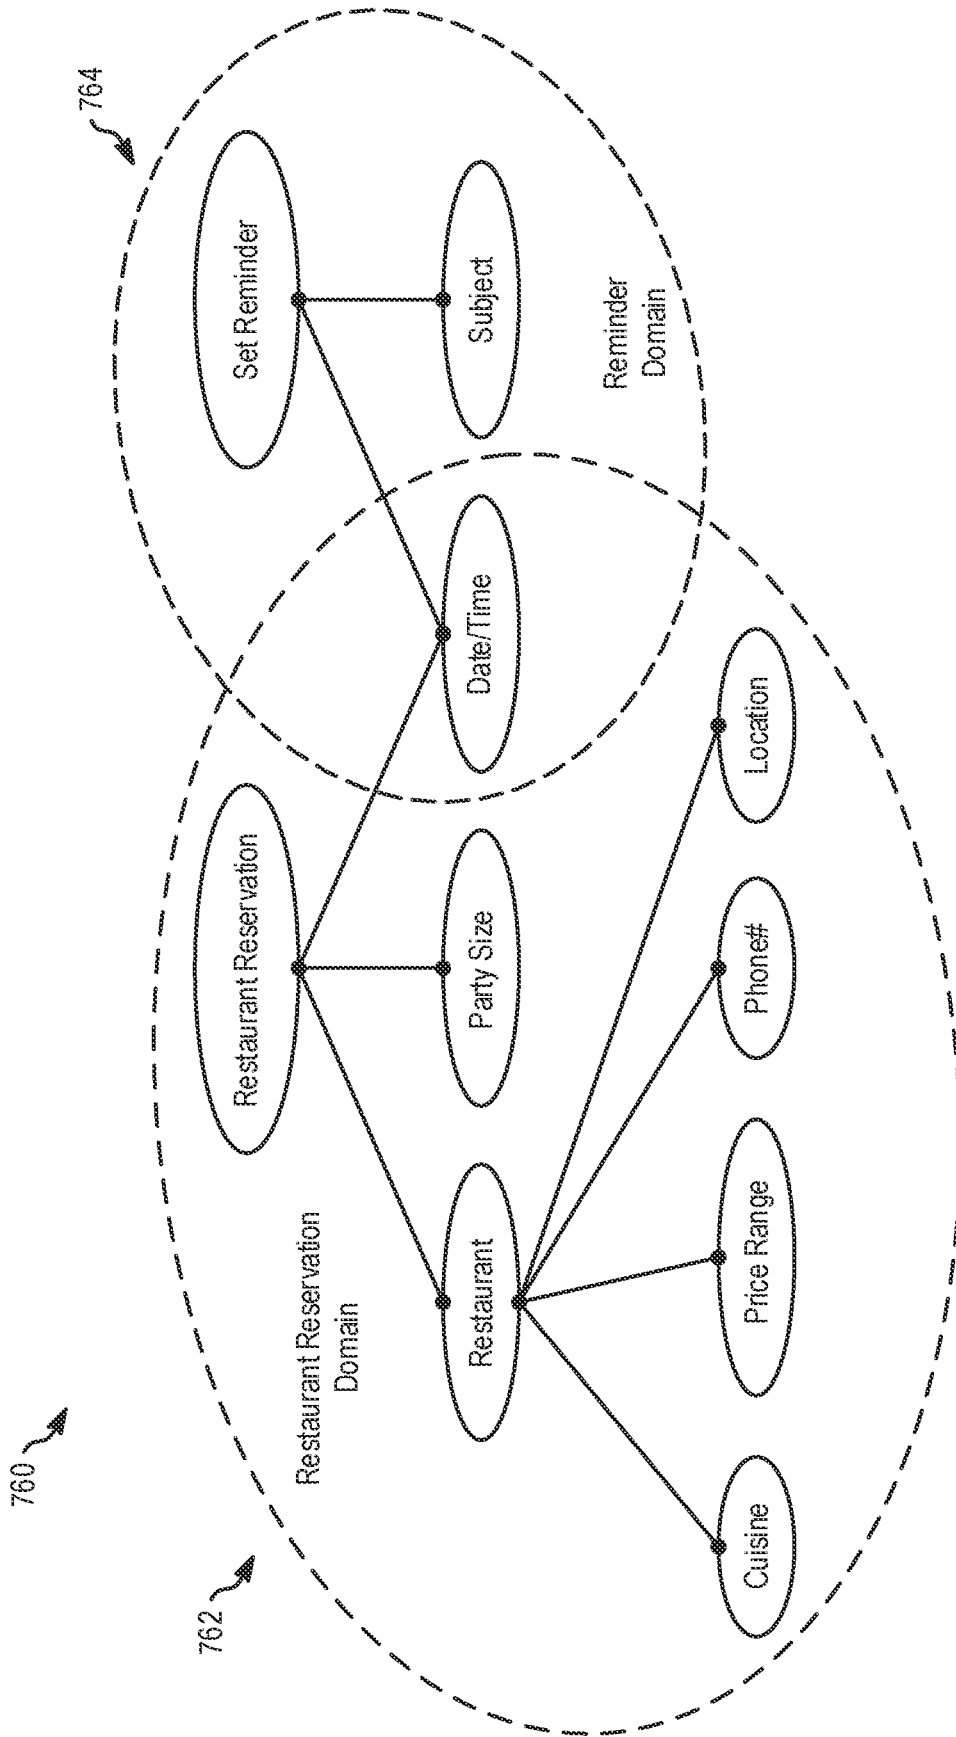 760
762
764
Restaurant Reservation
Set Reminder
Restaurant Reservation
Domain
Restaurant
Party Size
Date/Time
Subject
Reminder
Domain
Cuisine
Price Range
Phone#
Location